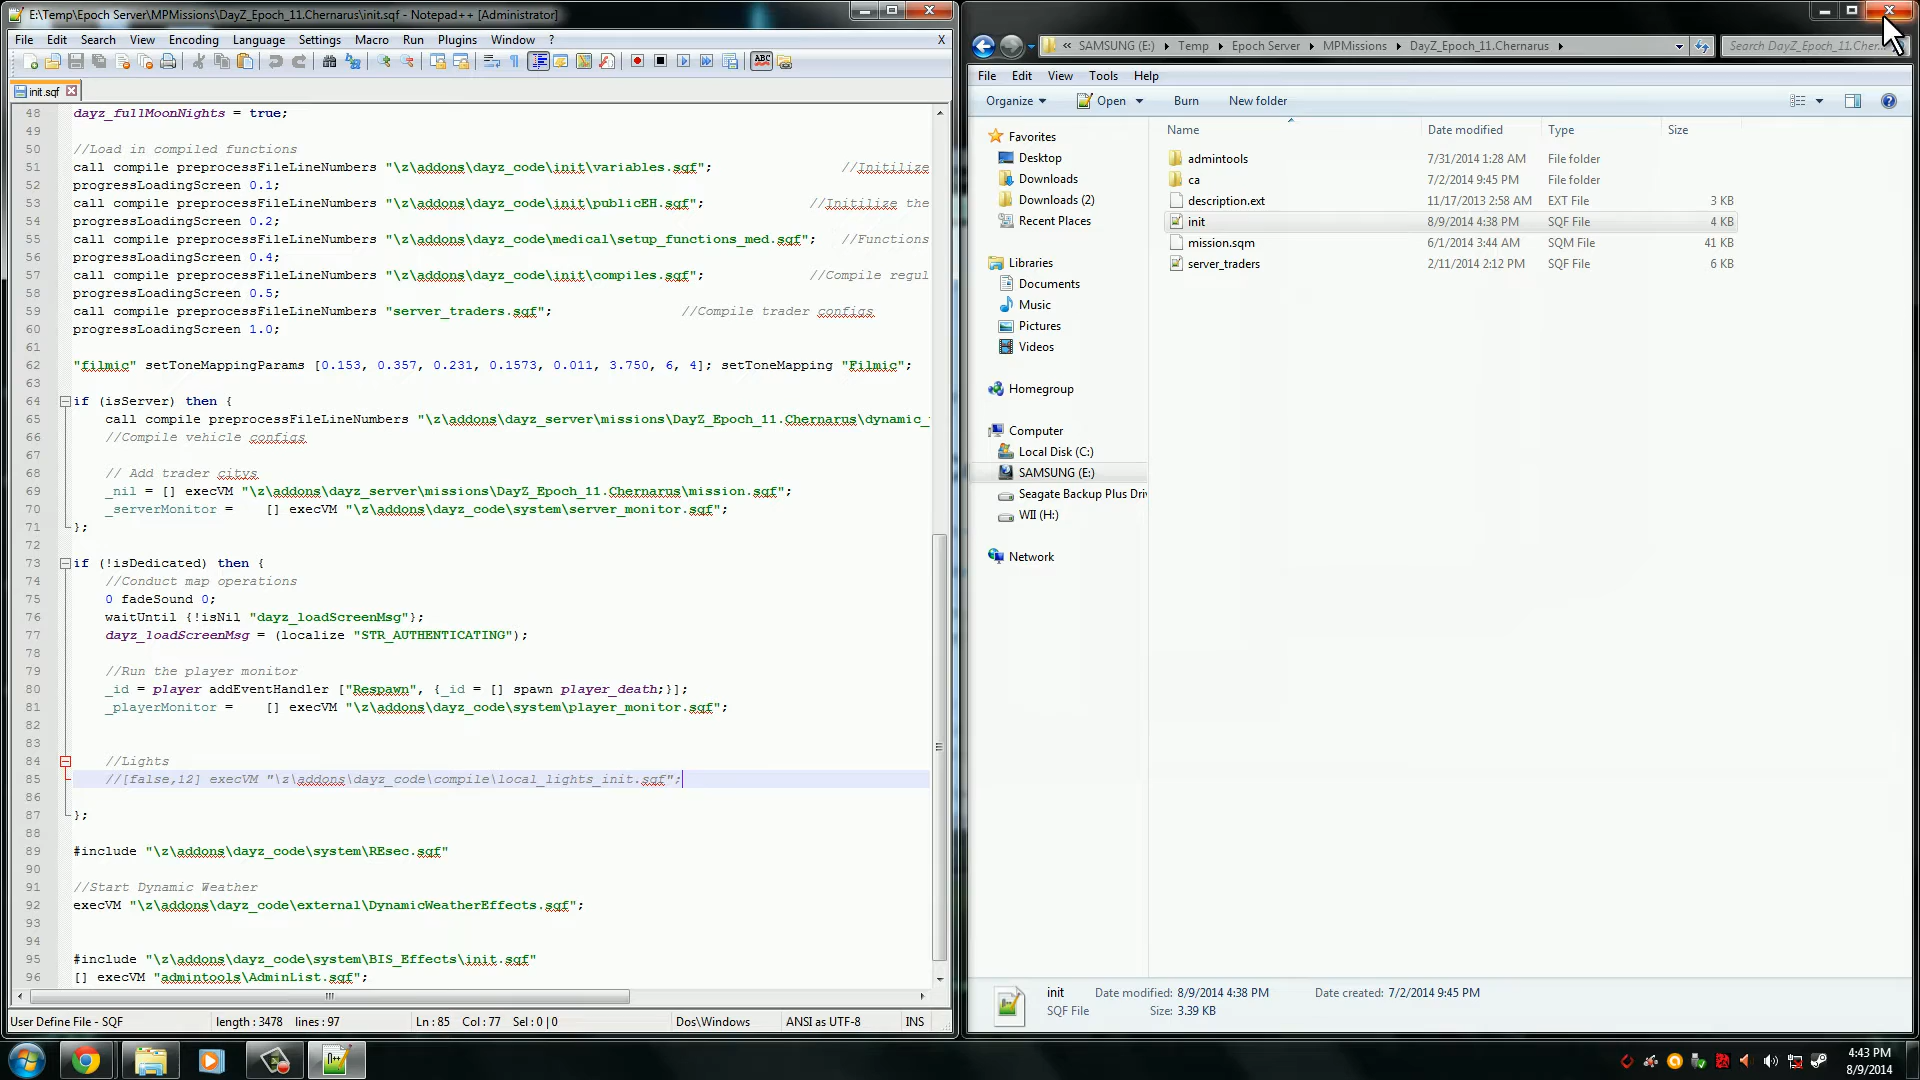 E:\Temp\Epoch Server\MPMissions\DayZ_Epoch_11.Chernarus\init.sqf - Notepad++ [Administrator]
File Edit Search View Encoding Language Settings Macro Run Plugins Window ? X
init.sqf
48 dayz_fullMoonNights = true;
49
50 //Load in compiled functions
51 call compile preprocessFileLineNumbers "\z\addons\dayz_code\init\variables.sqf"; //Initilize
52 progressLoadingScreen 0.1;
53 call compile preprocessFileLineNumbers "\z\addons\dayz_code\init\publicEH.sqf"; //Initilize the
54 progressLoadingScreen 0.2;
55 call compile preprocessFileLineNumbers "\z\addons\dayz_code\medical\setup_functions_med.sqf"; //Functions
56 progressLoadingScreen 0.4;
57 call compile preprocessFileLineNumbers "\z\addons\dayz_code\init\compiles.sqf"; //Compile regul
58 progressLoadingScreen 0.5;
59 call compile preprocessFileLineNumbers "server_traders.sqf"; //Compile trader configs
60 progressLoadingScreen 1.0;
61
62 "filmic" setToneMappingParams [0.153, 0.357, 0.231, 0.1573, 0.011, 3.750, 6, 4]; setToneMapping "Filmic";
63
64 if (isServer) then {
65 call compile preprocessFileLineNumbers "\z\addons\dayz_server\missions\DayZ_Epoch_11.Chernarus\dynamic_
66 //Compile vehicle configs
67
68 // Add trader citys
69 _nil = [] execVM "\z\addons\dayz_server\missions\DayZ_Epoch_11.Chernarus\mission.sqf";
70 _serverMonitor = [] execVM "\z\addons\dayz_code\system\server_monitor.sqf";
71 };
72
73 if (!isDedicated) then {
74 //Conduct map operations
75 0 fadeSound 0;
76 waitUntil {!isNil "dayz_loadScreenMsg"};
77 dayz_loadScreenMsg = (localize "STR_AUTHENTICATING");
78
79 //Run the player monitor
80 _id = player addEventHandler ["Respawn", {_id = [] spawn player_death;}];
81 _playerMonitor = [] execVM "\z\addons\dayz_code\system\player_monitor.sqf";
82
83
84 //Lights
85 //[false,12] execVM "\z\addons\dayz_code\compile\local_lights_init.sqf";
86
87 };
88
89 #include "\z\addons\dayz_code\system\REsec.sqf"
90
91 //Start Dynamic Weather
92 execVM "\z\addons\dayz_code\external\DynamicWeatherEffects.sqf";
93
94
95 #include "\z\addons\dayz_code\system\BIS_Effects\init.sqf"
96 [] execVM "admintools\AdminList.sqf";
User Define File - SQF length : 3478 lines : 97 Ln : 85 Col : 77 Sel : 0 | 0 Dos\Windows ANSI as UTF-8 INS
« SAMSUNG (E:) Temp Epoch Server MPMissions DayZ_Epoch_11.Chernarus Search DayZ_Epoch_11.Cher...
File Edit View Tools Help
Organize Open Burn New folder
Favorites
Desktop
Downloads
Downloads (2)
Recent Places
Libraries
Documents
Music
Pictures
Videos
Homegroup
Computer
Local Disk (C:)
SAMSUNG (E:)
Seagate Backup Plus Dri
WII (H:)
Network
Name Date modified Type Size
admintools 7/31/2014 1:28 AM File folder
ca 7/2/2014 9:45 PM File folder
description.ext 11/17/2013 2:58 AM EXT File 3 KB
init 8/9/2014 4:38 PM SQF File 4 KB
mission.sqm 6/1/2014 3:44 AM SQM File 41 KB
server_traders 2/11/2014 2:12 PM SQF File 6 KB
init Date modified: 8/9/2014 4:38 PM Date created: 7/2/2014 9:45 PM
SQF File Size: 3.39 KB
4:43 PM
8/9/2014